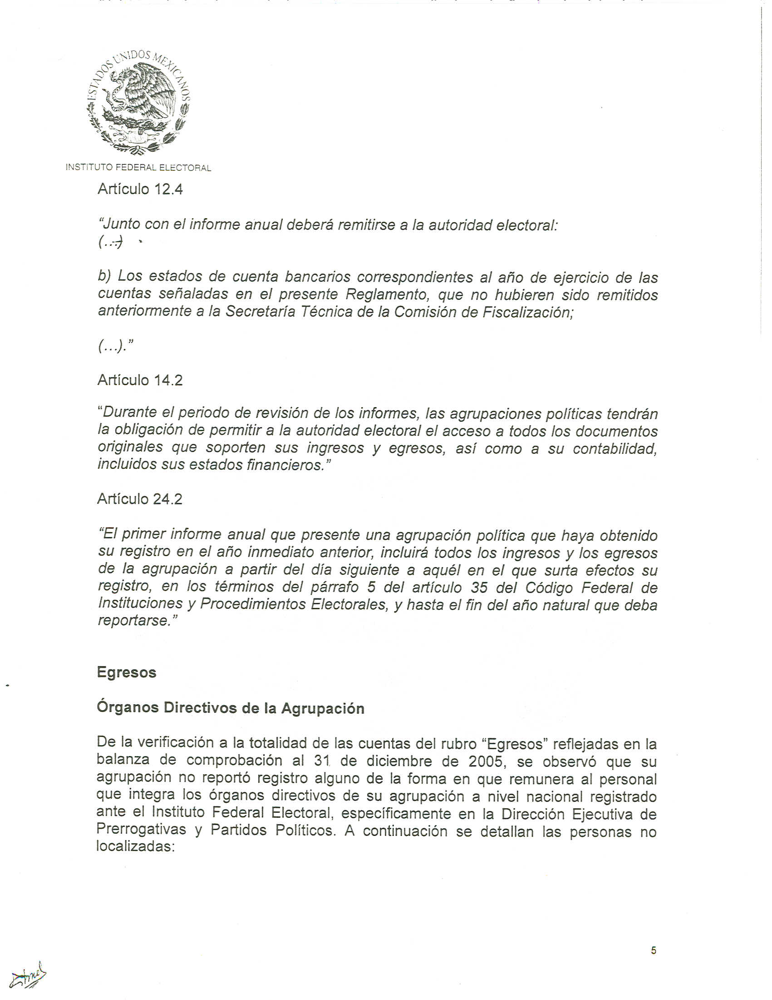 ESTADOS UNIDOS MEXICANOS
INSTITUTO FEDERAL ELECTORAL
Artículo 12.4
“Junto con el informe anual deberá remitirse a la autoridad electoral:
(...)
b) Los estados de cuenta bancarios correspondientes al año de ejercicio de las
cuentas señaladas en el presente Reglamento, que no hubieren sido remitidos
anteriormente a la Secretaría Técnica de la Comisión de Fiscalización;
(...).”
Artículo 14.2
“Durante el periodo de revisión de los informes, las agrupaciones políticas tendrán
la obligación de permitir a la autoridad electoral el acceso a todos los documentos
originales que soporten sus ingresos y egresos, así como a su contabilidad,
incluidos sus estados financieros.”
Artículo 24.2
“El primer informe anual que presente una agrupación política que haya obtenido
su registro en el año inmediato anterior, incluirá todos los ingresos y los egresos
de la agrupación a partir del día siguiente a aquél en el que surta efectos su
registro, en los términos del párrafo 5 del artículo 35 del Código Federal de
Instituciones y Procedimientos Electorales, y hasta el fin del año natural que deba
reportarse.”
Egresos
Órganos Directivos de la Agrupación
De la verificación a la totalidad de las cuentas del rubro “Egresos” reflejadas en la
balanza de comprobación al 31 de diciembre de 2005, se observó que su
agrupación no reportó registro alguno de la forma en que remunera al personal
que integra los órganos directivos de su agrupación a nivel nacional registrado
ante el Instituto Federal Electoral, específicamente en la Dirección Ejecutiva de
Prerrogativas y Partidos Políticos. A continuación se detallan las personas no
localizadas:
5